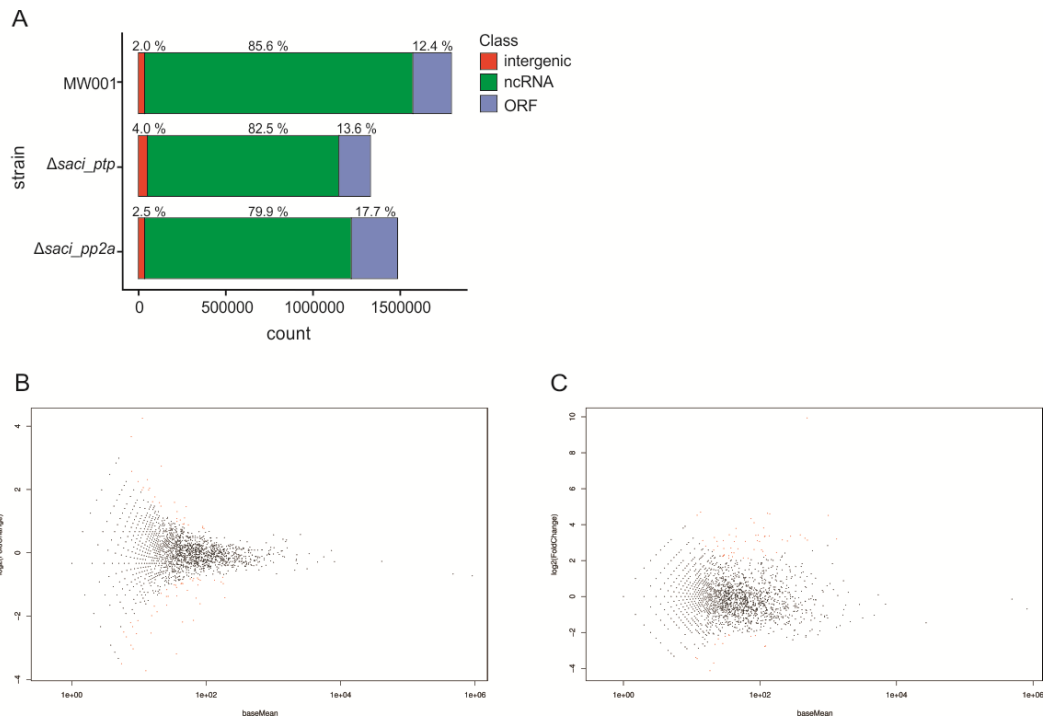 A
2.0 % 85.6 % 12.4 %
MW001
4.0 % 82.5 % 13.6 %
Δsaci_ptp
2.5 % 79.9 % 17.7 %
Δsaci_pp2a
strain
0 500000 1000000 1500000
count
Class
intergenic
ncRNA
ORF
B
4
2
0
-2
-4
log2(FoldChange)
1e+00 1e+02 1e+04 1e+06
baseMean
C
10
8
6
4
2
0
-2
-4
log2(FoldChange)
1e+00 1e+02 1e+04 1e+06
baseMean